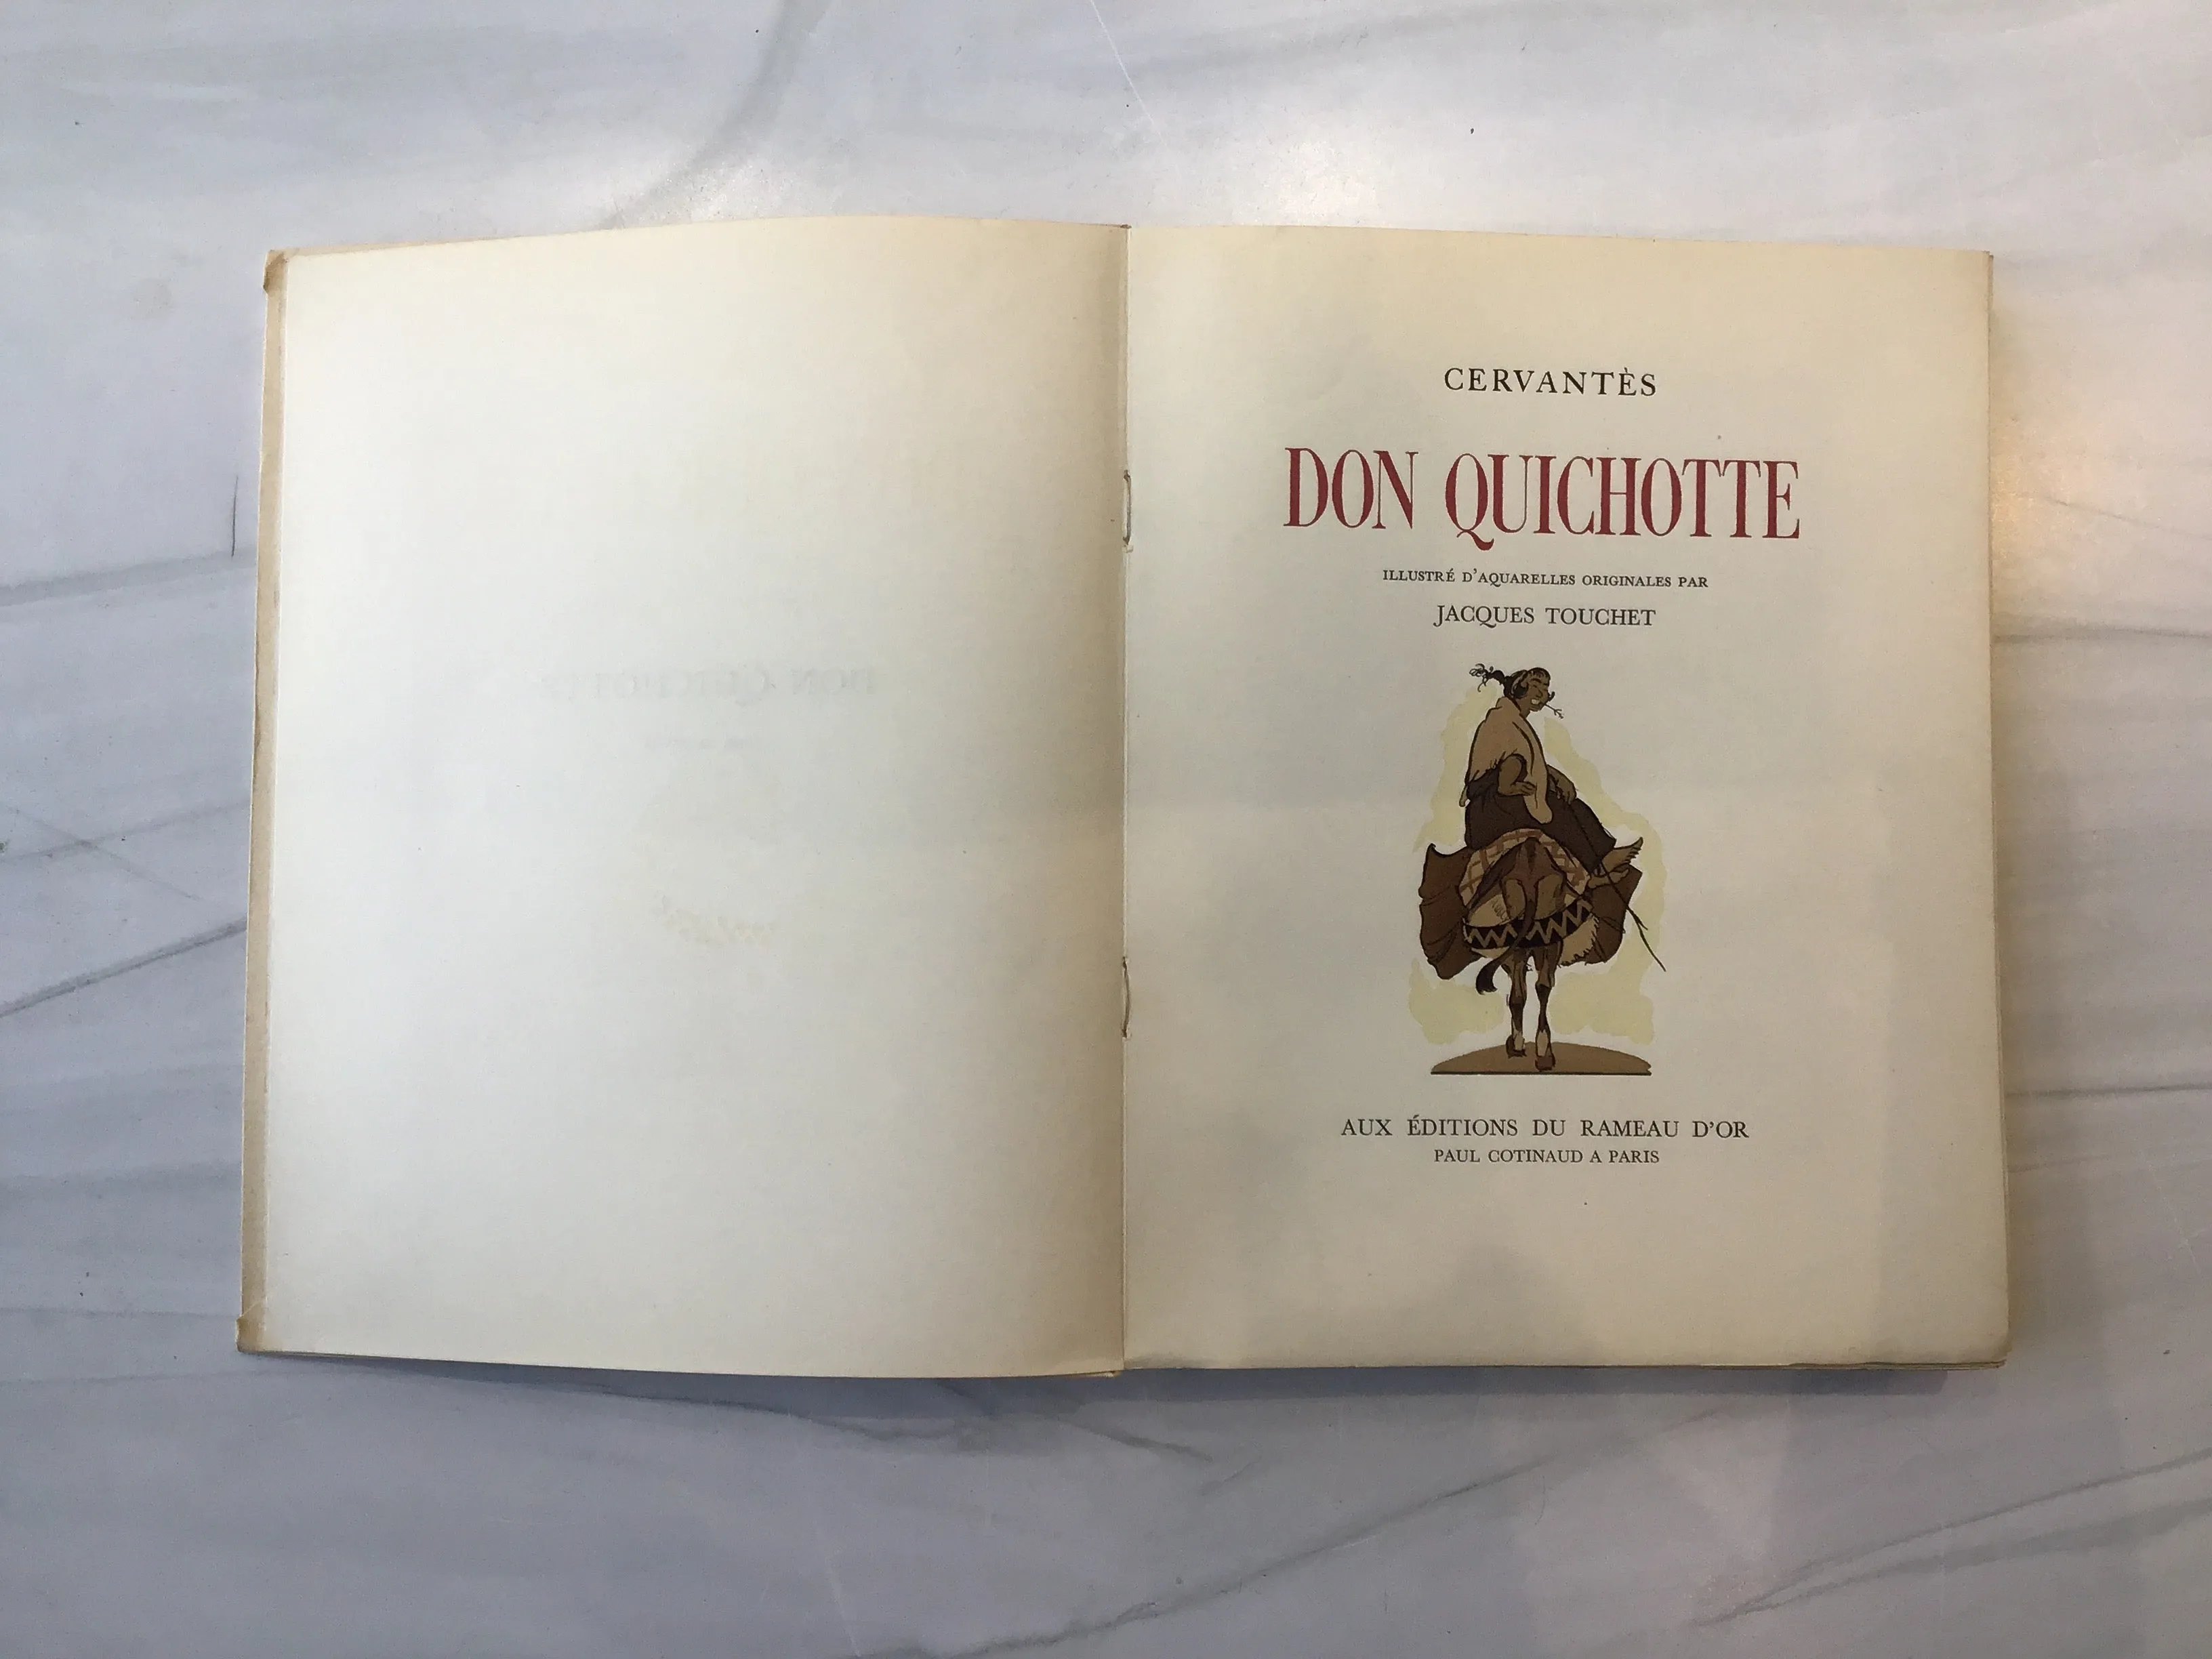 CERVANTÈS
DON QUICHOTTE
ILLUSTRÉ D'AQUARELLES ORIGINALES PAR
JACQUES TOUCHET
AUX ÉDITIONS DU RAMEAU D'OR
PAUL COTINAUD A PARIS